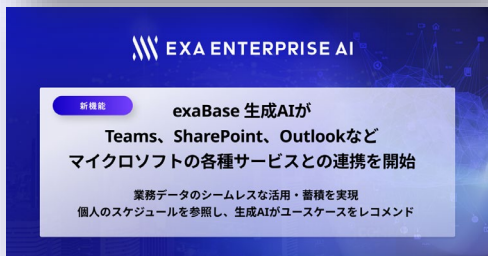 EXA ENTERPRISE AI
新機能
exaBase 生成AIが
Teams、SharePoint、Outlookなど
マイクロソフトの各種サービスとの連携を開始
業務データのシームレスな活用・蓄積を実現
個人のスケジュールを参照し、生成AIがユースケースをレコメンド